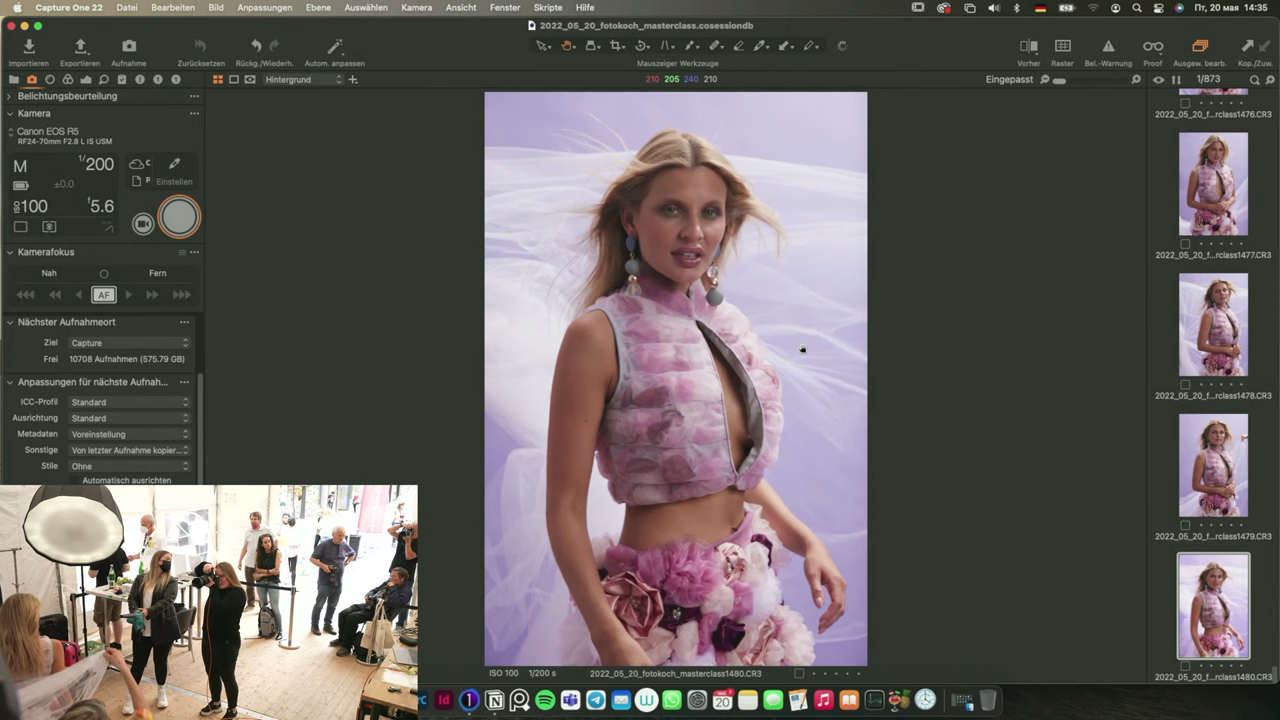 Capture One 22 Datei Bearbeiten Bild Anpassungen Ebene Auswählen Kamera Ansicht Fenster Skripte Hilfe Пт, 20 мая 14:35
2022_05_20_fotokoch_masterclass.cosessiondb
Importieren Exportieren Aufnahme Zurücksetzen Rückg./Wiederh. Autom. anpassen Mauszeiger Werkzeuge Vorher Raster Bel.-Warnung Proof Ausgew. bearb. Kop./Zuw.
Hintergrund 210 205 240 210 Eingepasst 1/873
Belichtungsbeurteilung
Kamera
Canon EOS R5
RF24-70mm F2.8 L IS USM
M 1/200
±0.0
Einstellen
ISO 100 f5.6
Kamerafokus
Nah Fern
AF
Nächster Aufnahmeort
Ziel Capture
Frei 10708 Aufnahmen (575.79 GB)
Anpassungen für nächste Aufnah...
ICC-Profil Standard
Ausrichtung Standard
Metadaten Voreinstellung
Sonstige Von letzter Aufnahme kopier...
Stile Ohne
Automatisch ausrichten
2022_05_20_f...rclass1476.CR3
2022_05_20_f...rclass1477.CR3
2022_05_20_f...rclass1478.CR3
2022_05_20_f...rclass1479.CR3
2022_05_20_f...rclass1480.CR3
ISO 100 1/200 s 2022_05_20_fotokoch_masterclass1480.CR3